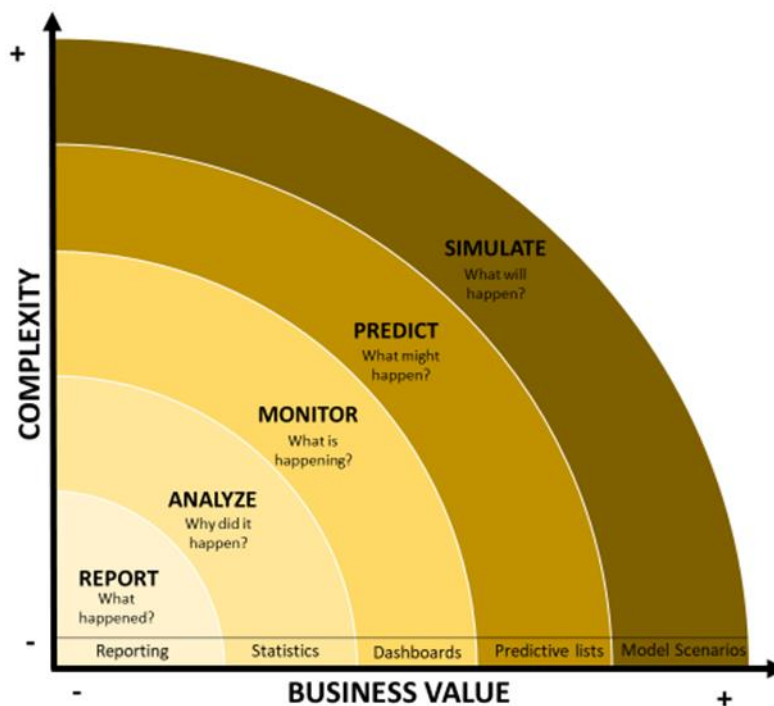 +
COMPLEXITY
SIMULATE
What will
happen?
PREDICT
What might
happen?
MONITOR
What is
happening?
ANALYZE
Why did it
happen?
REPORT
What
happened?
-
Reporting
Statistics
Dashboards
Predictive lists
Model Scenarios
-
BUSINESS VALUE
+